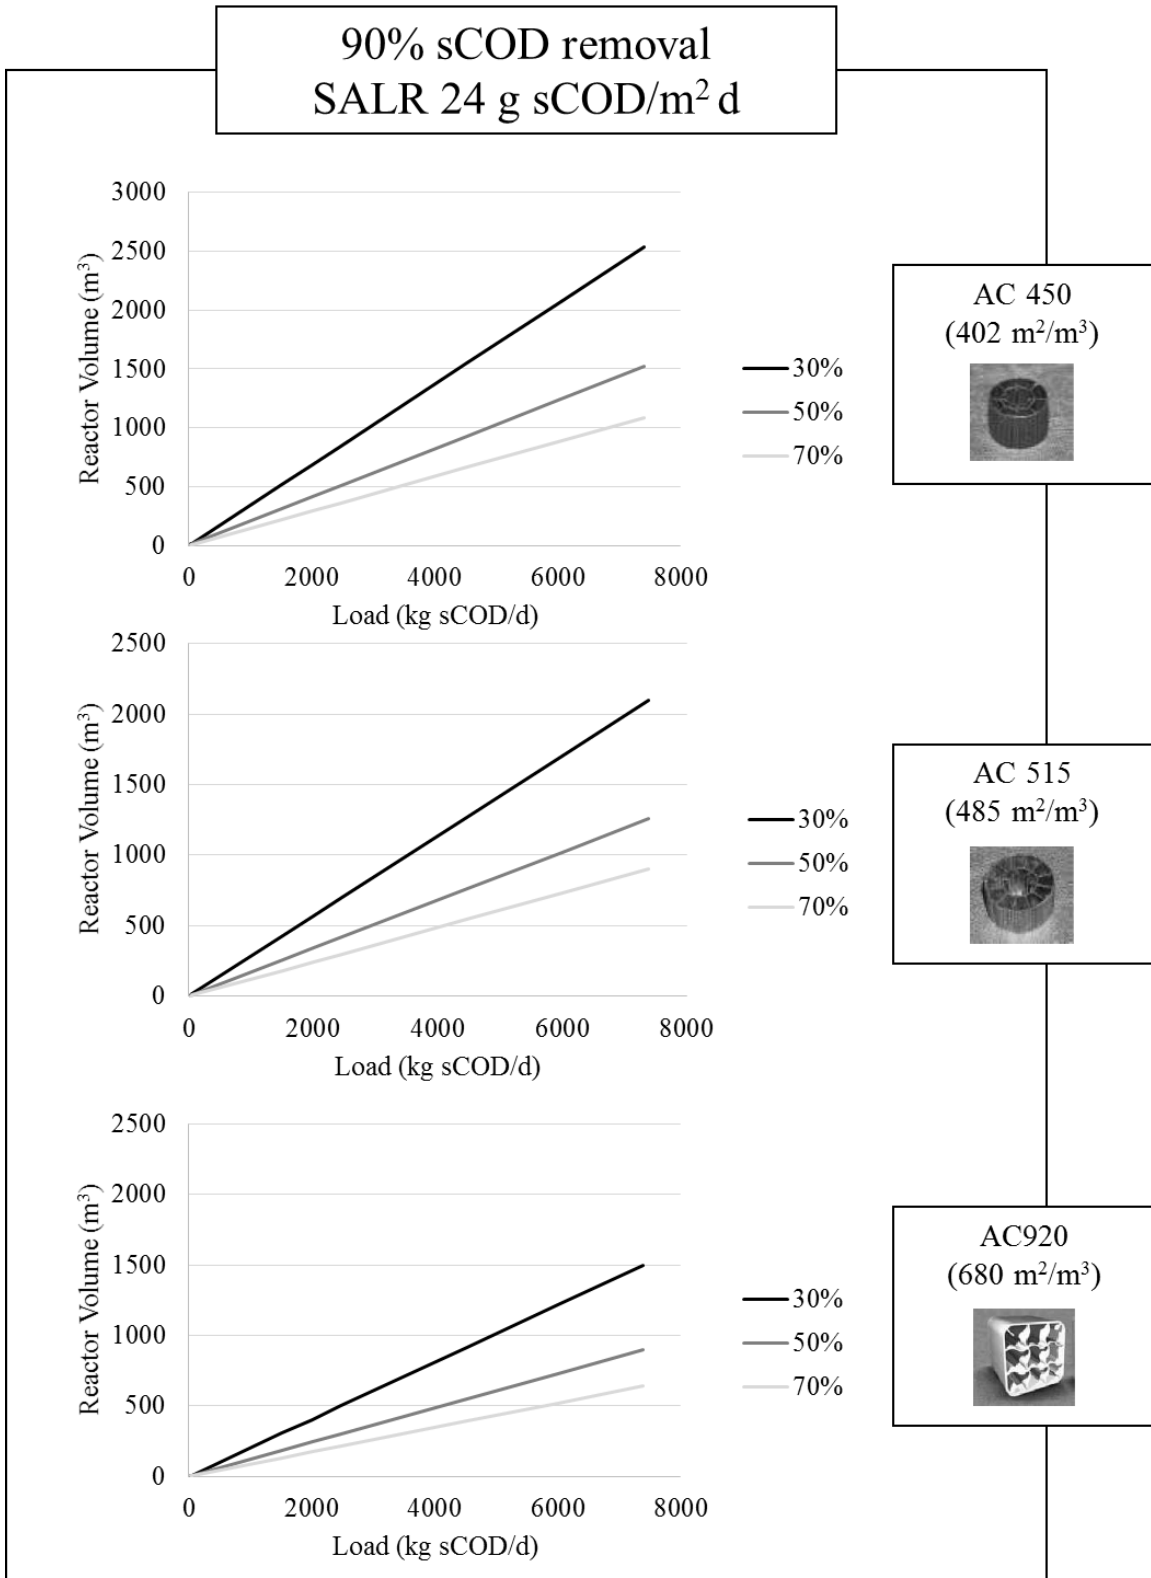 90% sCOD removal
SALR 24 g sCOD/m² d
Reactor Volume (m³)
3000
2500
2000
1500
1000
500
0
0 2000 4000 6000 8000
Load (kg sCOD/d)
30%
50%
70%
AC 450
(402 m²/m³)
Reactor Volume (m³)
2500
2000
1500
1000
500
0
0 2000 4000 6000 8000
Load (kg sCOD/d)
30%
50%
70%
AC 515
(485 m²/m³)
Reactor Volume (m³)
2500
2000
1500
1000
500
0
0 2000 4000 6000 8000
Load (kg sCOD/d)
30%
50%
70%
AC920
(680 m²/m³)